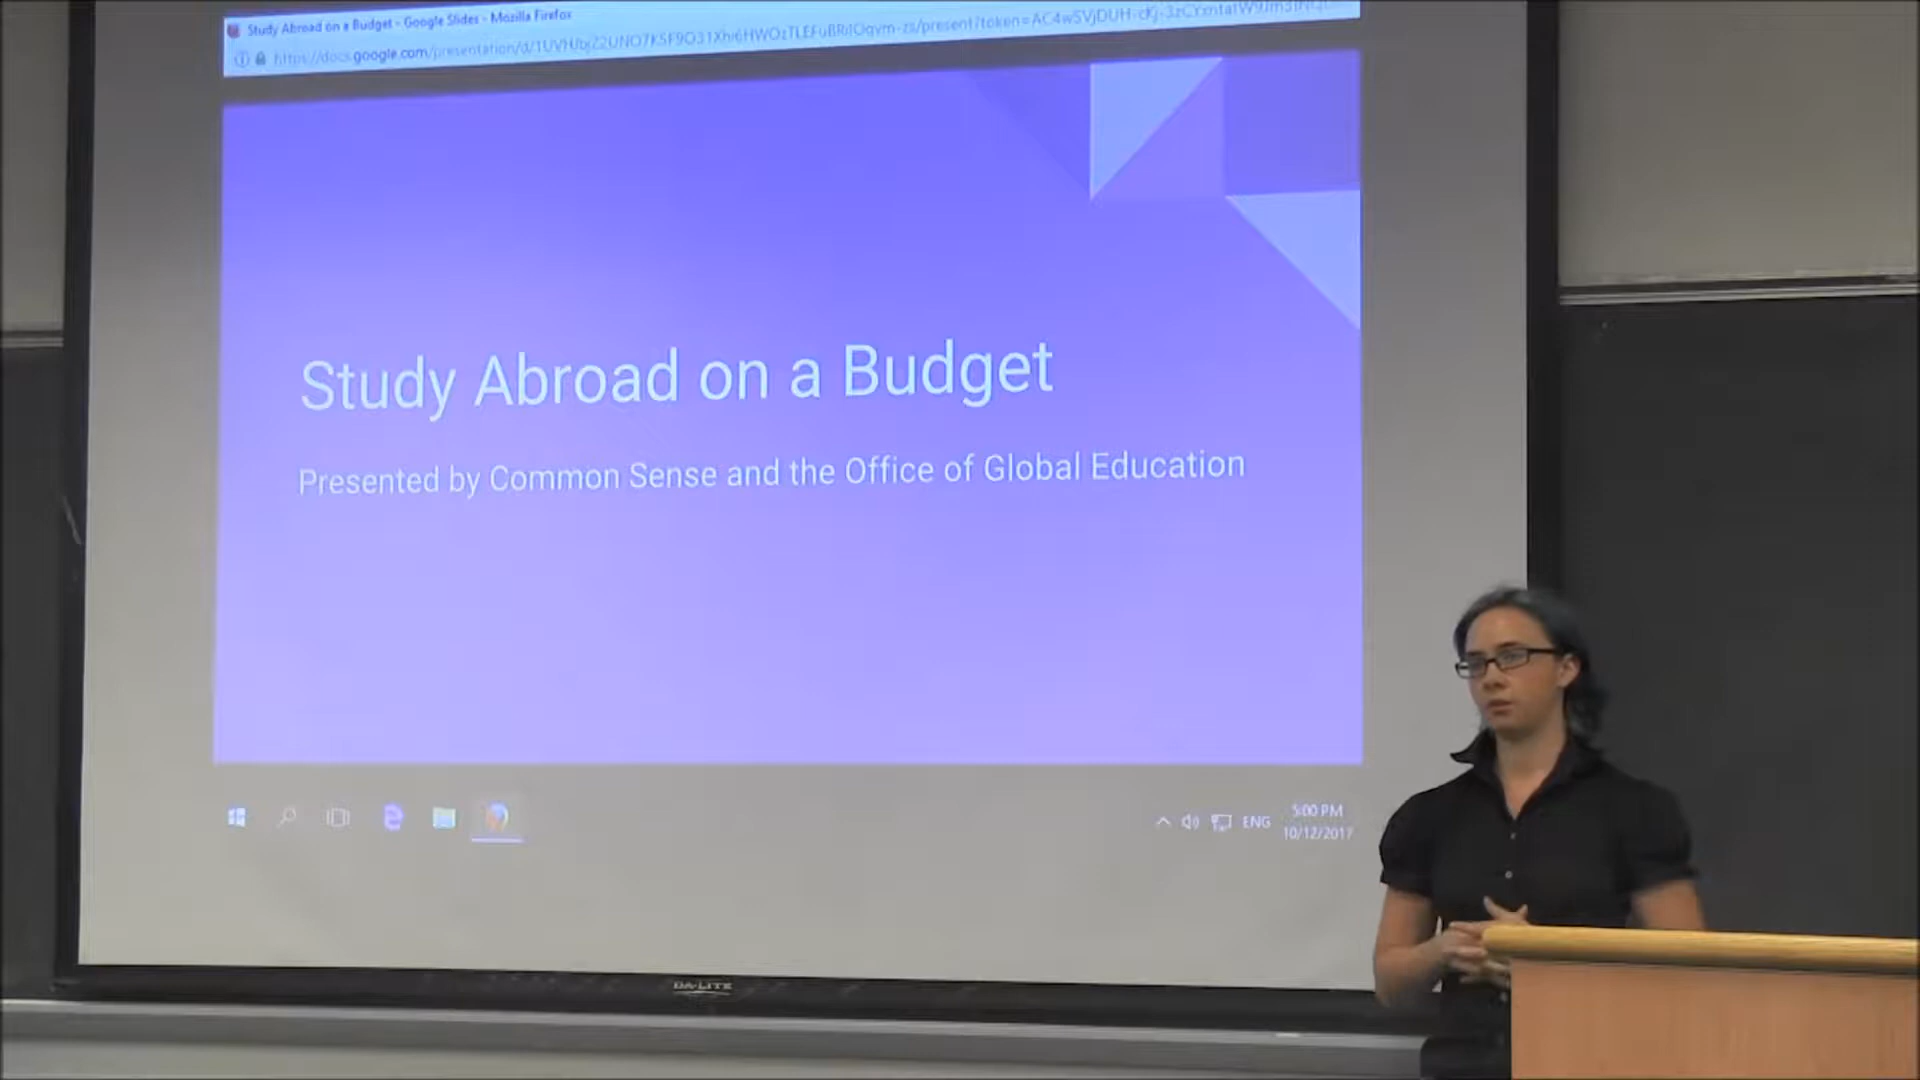 Study Abroad on a Budget - Google Slides - Mozilla Firefox
Study Abroad on a Budget
Presented by Common Sense and the Office of Global Education
ENG
5:00 PM
10/12/2017
DA-LITE